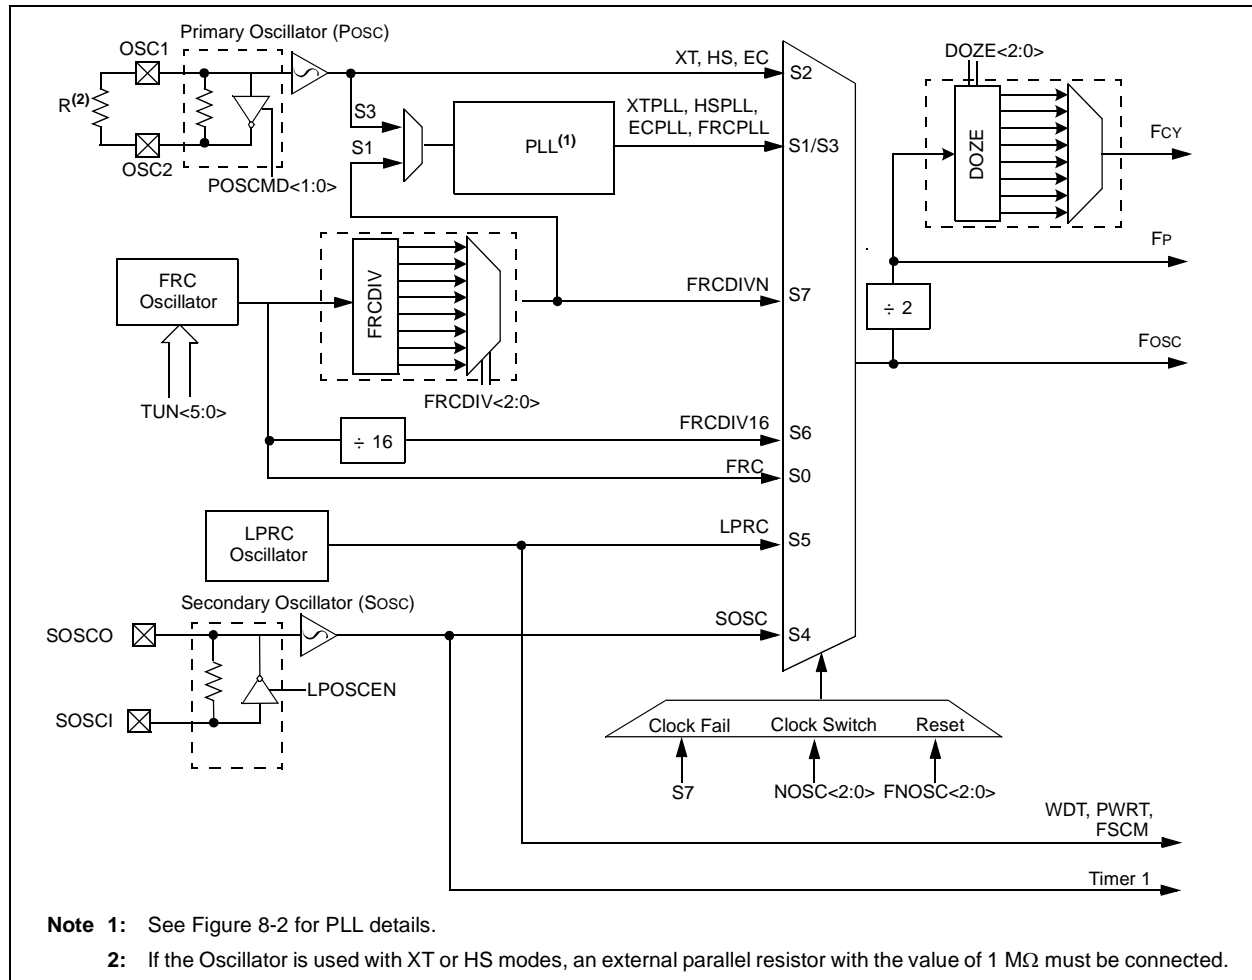 Primary Oscillator (POSC)
OSC1
R(2)
OSC2
POSCMD<1:0>
S3
S1
PLL(1)
XT, HS, EC
S2
XTPLL, HSPLL,
ECPLL, FRCPLL
S1/S3
DOZE<2:0>
DOZE
FCY
FP
÷ 2
FOSC
FRC
Oscillator
TUN<5:0>
FRCDIV
FRCDIV<2:0>
FRCDIVN
S7
÷ 16
FRCDIV16
S6
FRC
S0
LPRC
Oscillator
LPRC
S5
Secondary Oscillator (SOSC)
SOSCO
SOSC
S4
LPOSCEN
SOSCI
Clock Fail
Clock Switch
Reset
S7
NOSC<2:0>
FNOSC<2:0>
WDT, PWRT,
FSCM
Timer 1
Note 1: See Figure 8-2 for PLL details.
2: If the Oscillator is used with XT or HS modes, an external parallel resistor with the value of 1 MΩ must be connected.